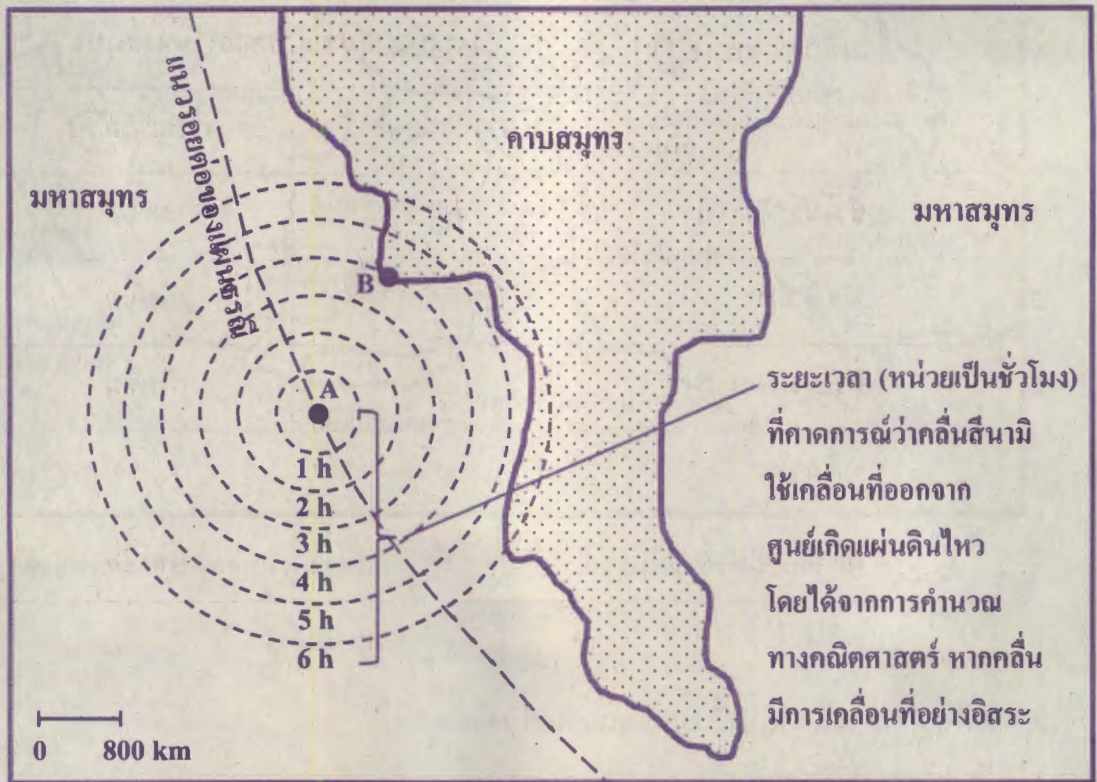 แนวรอยต่อของแผ่นธรณี
คาบสมุทร
มหาสมุทร
มหาสมุทร
B
A
ระยะเวลา (หน่วยเป็นชั่วโมง)
ที่คาดการณ์ว่าคลื่นสึนามิ
ใช้เคลื่อนที่ออกจาก
ศูนย์เกิดแผ่นดินไหว
โดยได้จากการคำนวณ
ทางคณิตศาสตร์ หากคลื่น
มีการเคลื่อนที่อย่างอิสระ
1 h
2 h
3 h
4 h
5 h
6 h
0 800 km